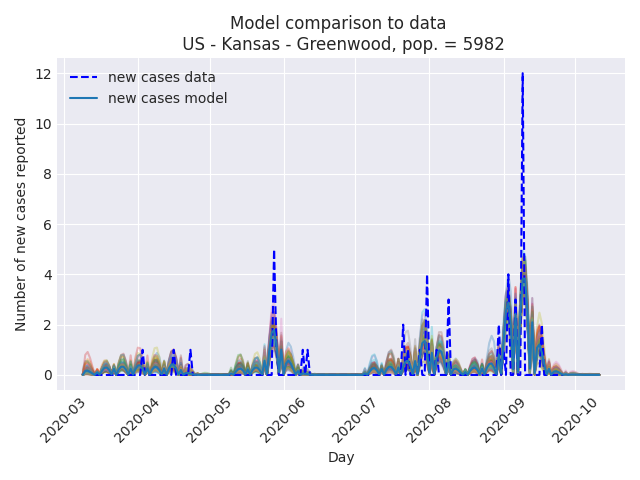 Model comparison to data
US - Kansas - Greenwood, pop. = 5982
new cases data
new cases model
Number of new cases reported
12
10
8
6
4
2
0
2020-03
2020-04
2020-05
2020-06
2020-07
2020-08
2020-09
2020-10
Day